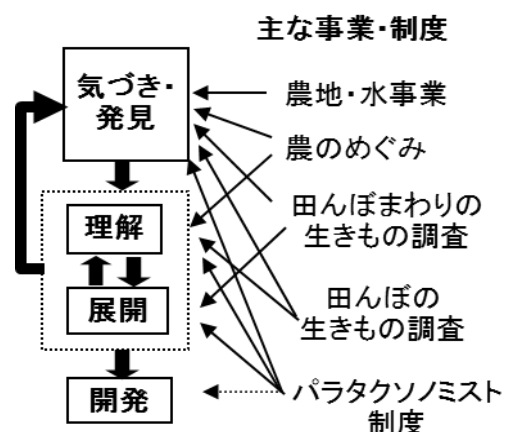 主な事業・制度
気づき・
発見
理解
展開
開発
農地・水事業
農のめぐみ
田んぼまわりの
生きもの調査
田んぼの
生きもの調査
パラタクソノミスト
制度